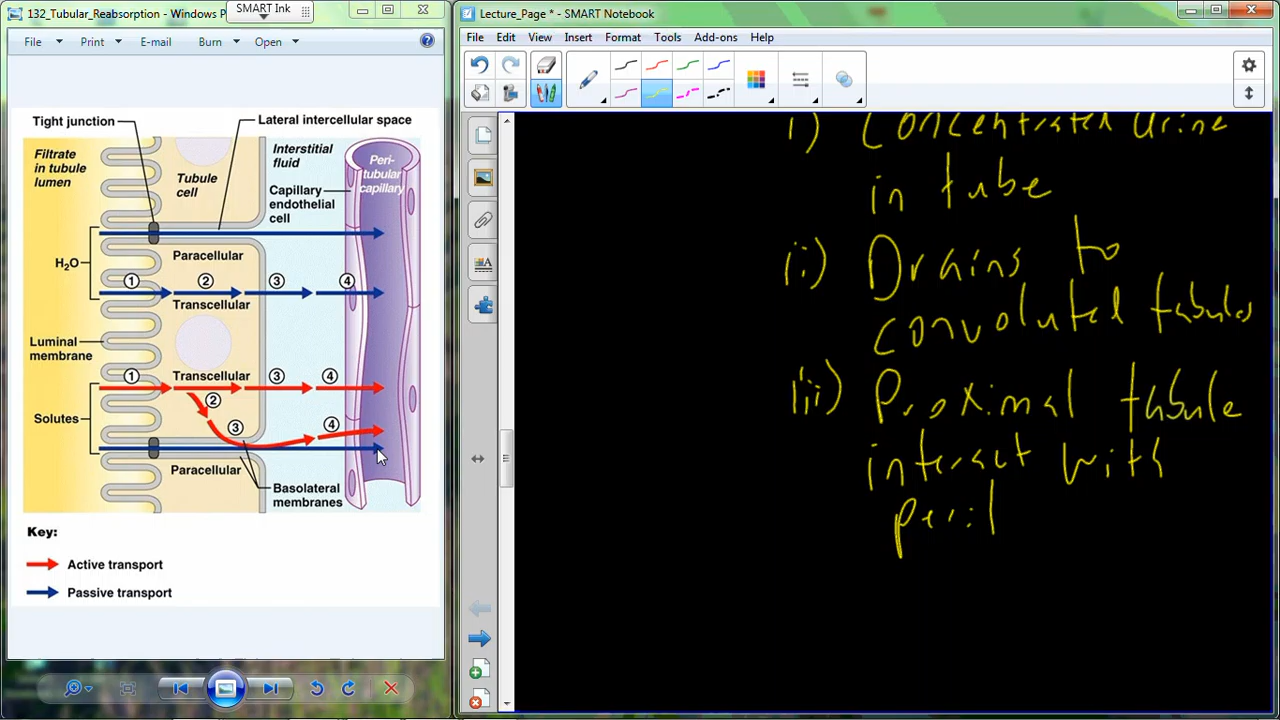 132_Tubular_Reabsorption - Windows P
SMART Ink
File Print E-mail Burn Open
Tight junction
Lateral intercellular space
Filtrate
in tubule
lumen
Tubule
cell
Interstitial
fluid
Peri-
tubular
capillary
Capillary
endothelial
cell
Paracellular
H2O
1 2 3 4
Transcellular
Luminal
membrane
Transcellular
1 3 4
2
Solutes
3 4
Paracellular
Basolateral
membranes
Key:
Active transport
Passive transport
Lecture_Page * - SMART Notebook
File Edit View Insert Format Tools Add-ons Help
i) Concentrated Urine
in tube
ii) Drains to
convoluted tubules
iii) Proximal tubule
interact with